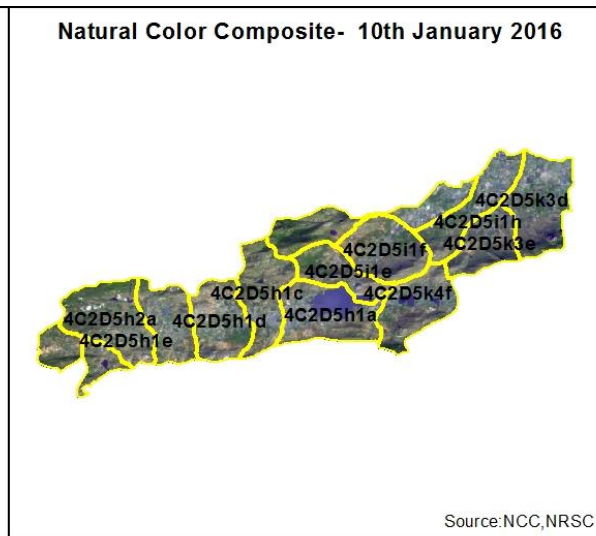 Natural Color Composite- 10th January 2016
4C2D5k3d
4C2D5i1h
4C2D5k3e
4C2D5i1f
4C2D5i1e
4C2D5h1c
4C2D5k4f
4C2D5h1a
4C2D5h2a
4C2D5h1d
4C2D5h1e
Source:NCC,NRSC